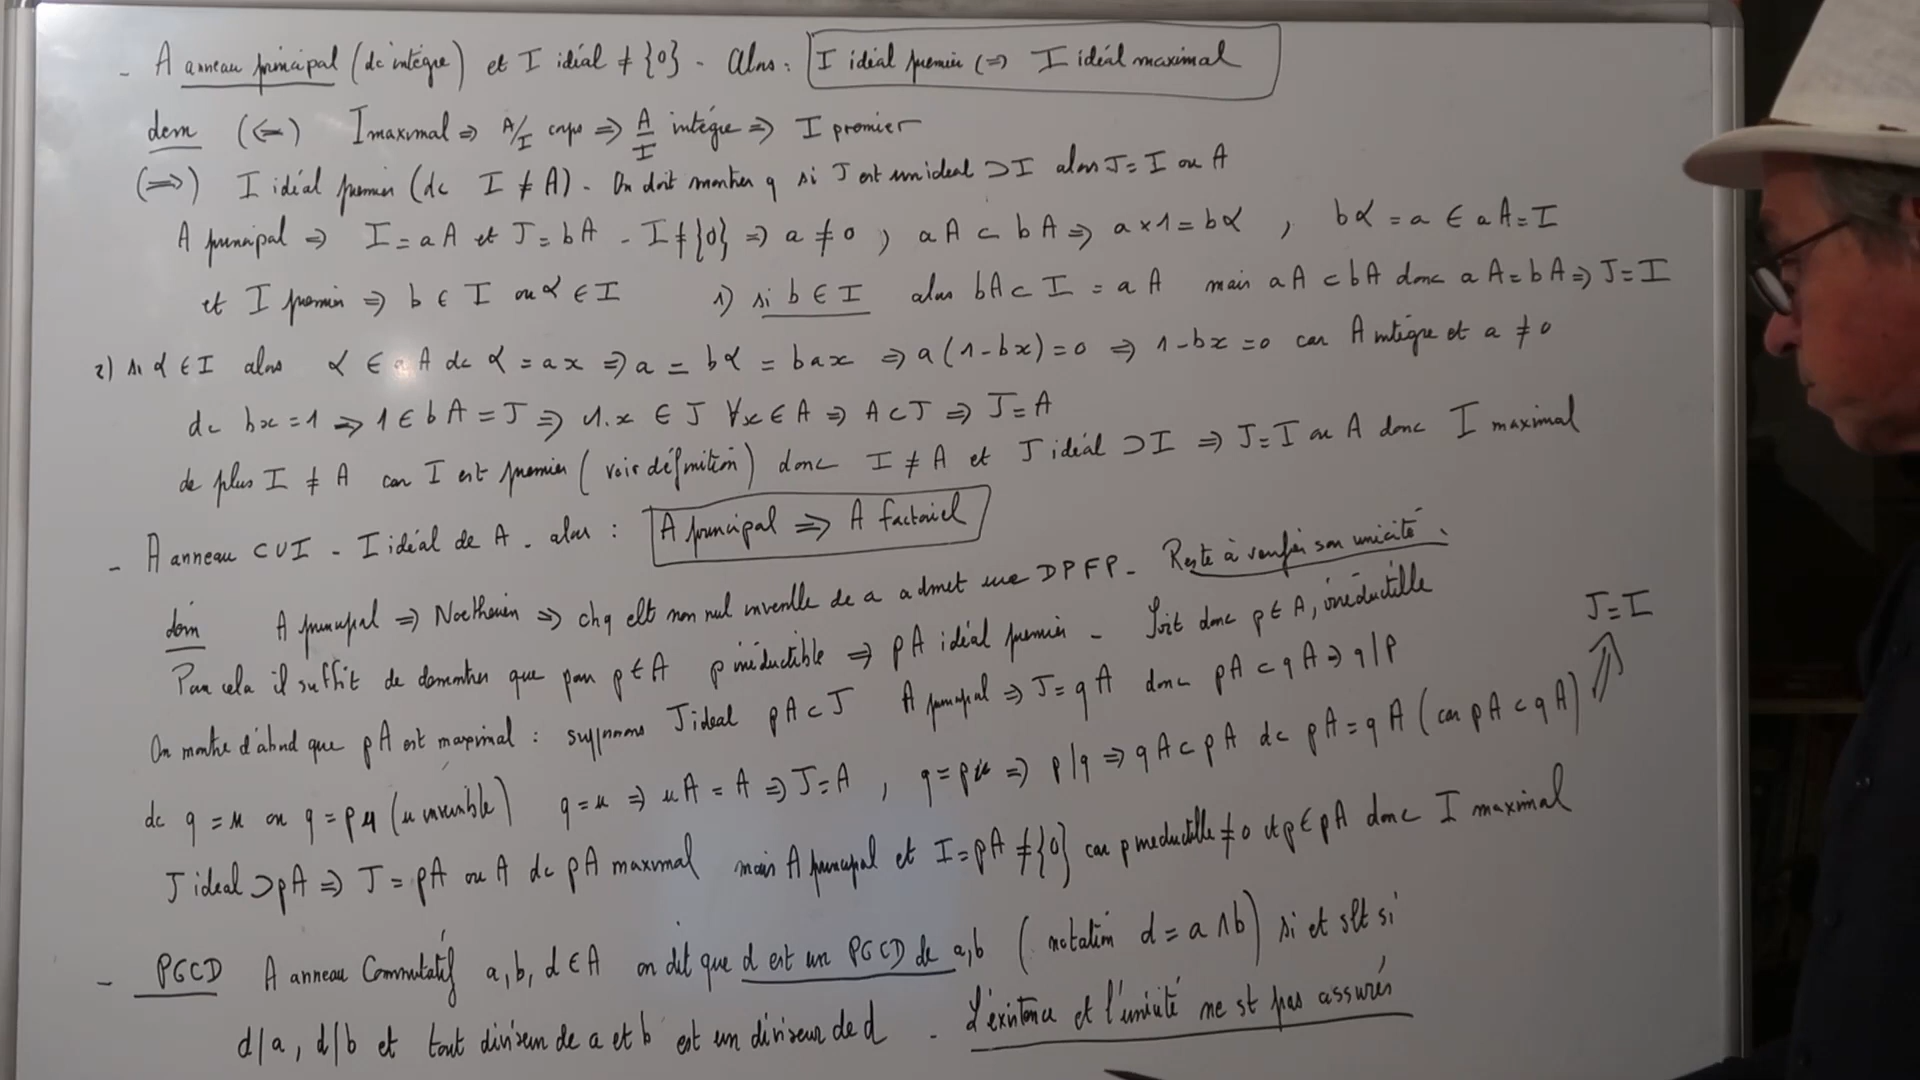 - A anneau principal (dc intègre) et I idéal ≠ {0} - Alors : I idéal premier (⇒) I idéal maximal
dem (⇐) I maximal ⇒ A/I corps ⇒ A/I intègre ⇒ I premier
(⇒) I idéal premier (dc I ≠ A) - On doit montrer q si J est un idéal ⊃ I alors J = I ou A
A principal ⇒ I = aA et J = bA - I ≠ {0} ⇒ a ≠ 0 , aA ⊂ bA ⇒ a × 1 = bα , bα = a ∈ aA = I
et I premier ⇒ b ∈ I ou α ∈ I 1) si b ∈ I alors bA ⊂ I = aA mais aA ⊂ bA donc aA = bA ⇒ J = I
2) si α ∈ I alors α ∈ aA dc α = ax ⇒ a = bα = bax ⇒ a(1-bx) = 0 ⇒ 1-bx = 0 car A intègre et a ≠ 0
dc bx = 1 ⇒ 1 ∈ bA = J ⇒ 1.x ∈ J ∀x ∈ A ⇒ A ⊂ J ⇒ J = A
de plus I ≠ A car I est premier (voir définition) donc I ≠ A et J idéal ⊃ I ⇒ J = I ou A donc I maximal
- A anneau CUI - I idéal de A - alors : A principal ⇒ A factoriel
dém A principal ⇒ Noetherien ⇒ chq elt non nul de a admet une DPFP - Reste à son unicité.
Pour cela il suffit de que pour p ∈ A p irréductible ⇒ pA idéal premier - Soit donc p ∈ A, irréductible
On montre d'abord que pA est maximal : supposons J idéal pA ⊂ J A principal ⇒ J = qA donc pA ⊂ qA ⇒ q|p
dc q = u ou q = pu (u inversible) q = u ⇒ uA = A ⇒ J = A , q = pu ⇒ p|q ⇒ qA ⊂ pA dc pA = qA (car pA ⊂ qA) ⇒ J = I
J idéal ⊃ pA ⇒ J = pA ou A dc pA maximal mais A principal et I = pA ≠ {0} car p irréductible ≠ 0 et p ∈ pA donc I maximal
- PGCD A anneau Commutatif a, b, d ∈ A on dit que d est un PGCD de a, b (notation d = a ∧ b) si et slt si
d|a, d|b et tout diviseur de a et b est un diviseur de d - L'existence et l'unicité ne st pas assurés